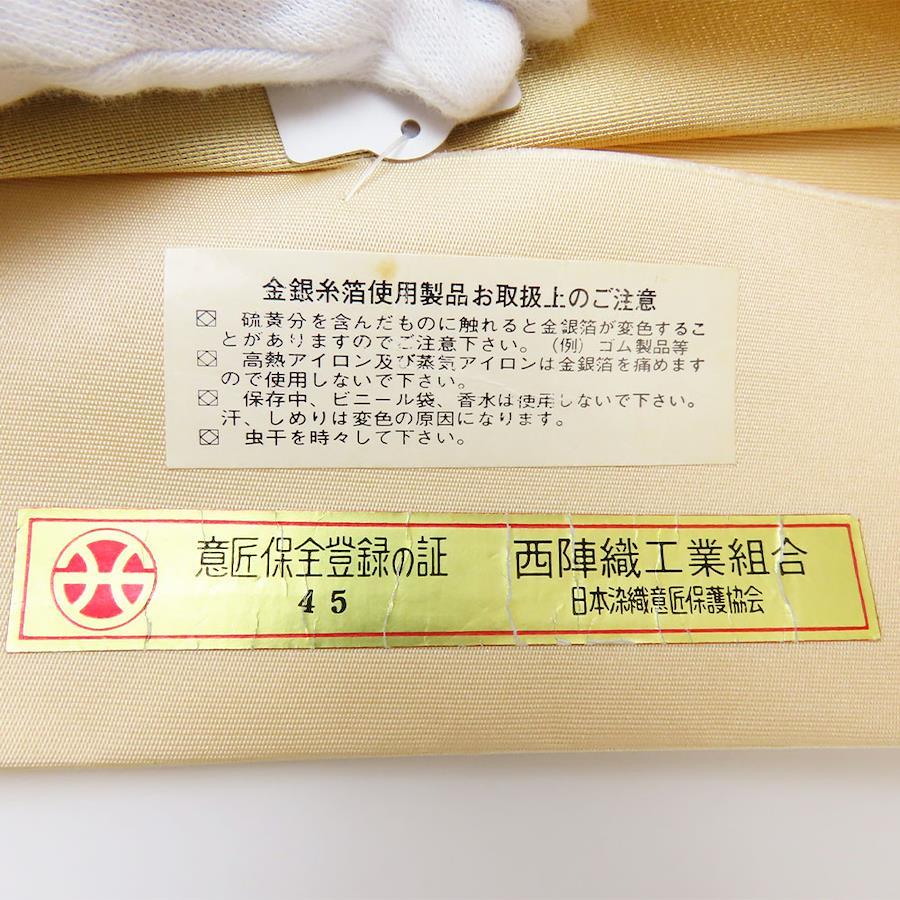 金銀糸箔使用製品お取扱上のご注意
硫黄分を含んだものに触れると金銀箔が変色するこ
とがありますのでご注意下さい。(例)ゴム製品等
高熱アイロン及び蒸気アイロンは金銀箔を痛めます
ので使用しないで下さい。
保存中、ビニール袋、香水は使用しないで下さい。
汗、しめりは変色の原因になります。
虫干を時々して下さい。
意匠保全登録の証
45
西陣織工業組合
日本染織意匠保護協会